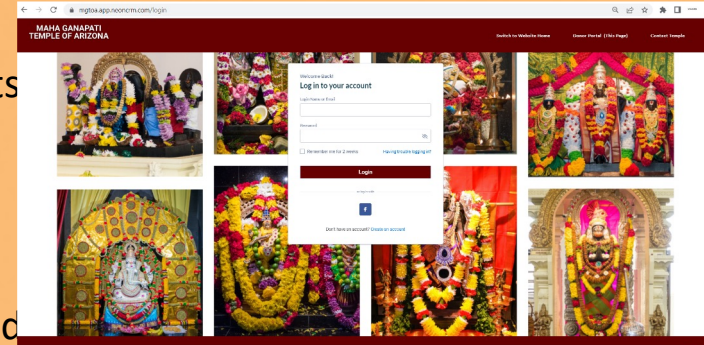 mgtoa.app.neoncrm.com/login
MAHA GANAPATI
TEMPLE OF ARIZONA
Switch to Website Home
Donor Portal (This Page)
Contact Temple
ts
Welcome Back!
Log in to your account
Login Name or Email
Password
Remember me for 2 weeks
Having trouble logging in?
Login
f
Don't have an account? Create an account
d